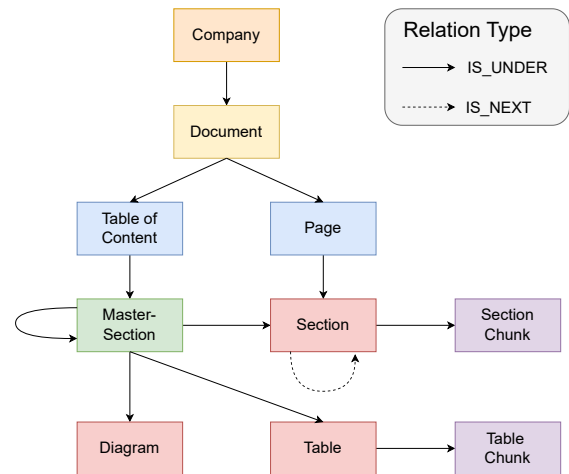 Company
Relation Type
IS_UNDER
IS_NEXT
Document
Table of
Content
Page
Master-
Section
Section
Section
Chunk
Diagram
Table
Table
Chunk